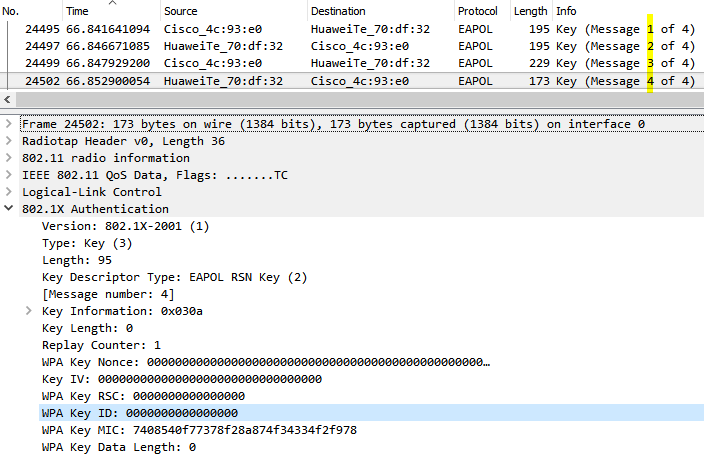 No. Time Source Destination Protocol Length Info
24495 66.841641094 Cisco_4c:93:e0 HuaweiTe_70:df:32 EAPOL 195 Key (Message 1 of 4)
24497 66.846671085 HuaweiTe_70:df:32 Cisco_4c:93:e0 EAPOL 195 Key (Message 2 of 4)
24499 66.847929200 Cisco_4c:93:e0 HuaweiTe_70:df:32 EAPOL 229 Key (Message 3 of 4)
24502 66.852900054 HuaweiTe_70:df:32 Cisco_4c:93:e0 EAPOL 173 Key (Message 4 of 4)
Frame 24502: 173 bytes on wire (1384 bits), 173 bytes captured (1384 bits) on interface 0
Radiotap Header v0, Length 36
802.11 radio information
IEEE 802.11 QoS Data, Flags: .......TC
Logical-Link Control
802.1X Authentication
Version: 802.1X-2001 (1)
Type: Key (3)
Length: 95
Key Descriptor Type: EAPOL RSN Key (2)
[Message number: 4]
Key Information: 0x030a
Key Length: 0
Replay Counter: 1
WPA Key Nonce: 000000000000000000000000000000000000000000000000…
Key IV: 00000000000000000000000000000000
WPA Key RSC: 0000000000000000
WPA Key ID: 0000000000000000
WPA Key MIC: 7408540f77378f28a874f34334f2f978
WPA Key Data Length: 0